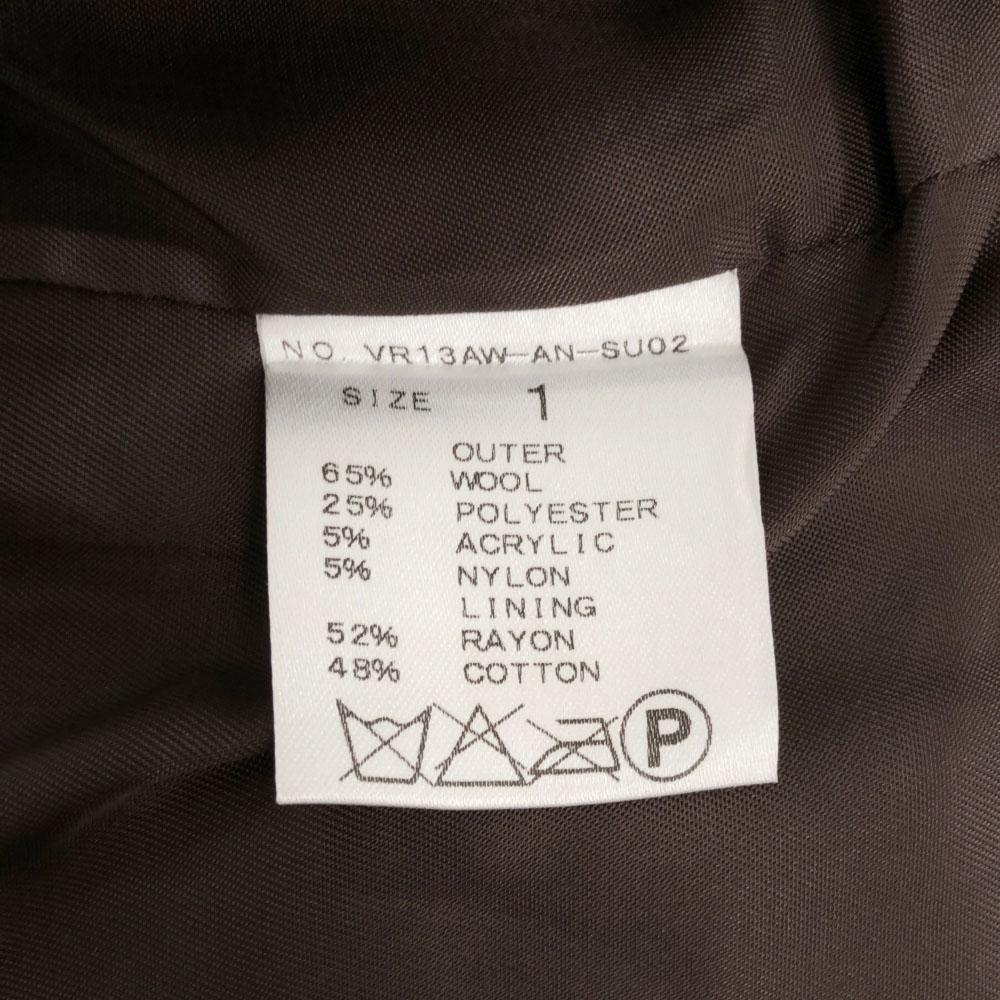 NO. VR13AW-AN-SU02
SIZE 1
OUTER
65% WOOL
25% POLYESTER
5% ACRYLIC
5% NYLON
LINING
52% RAYON
48% COTTON
P